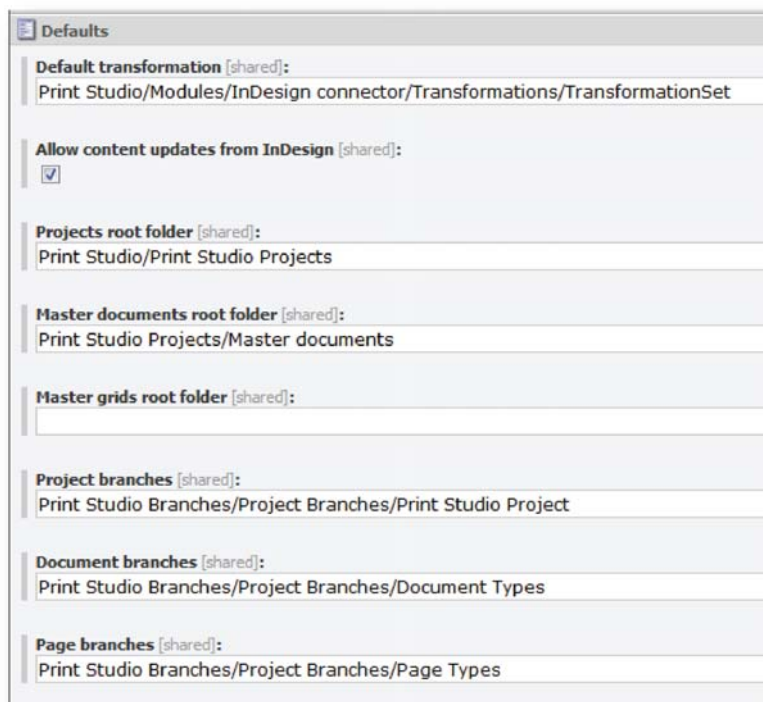 Defaults
Default transformation [shared]:
Print Studio/Modules/InDesign connector/Transformations/TransformationSet
Allow content updates from InDesign [shared]:
Projects root folder [shared]:
Print Studio/Print Studio Projects
Master documents root folder [shared]:
Print Studio Projects/Master documents
Master grids root folder [shared]:
Project branches [shared]:
Print Studio Branches/Project Branches/Print Studio Project
Document branches [shared]:
Print Studio Branches/Project Branches/Document Types
Page branches [shared]:
Print Studio Branches/Project Branches/Page Types